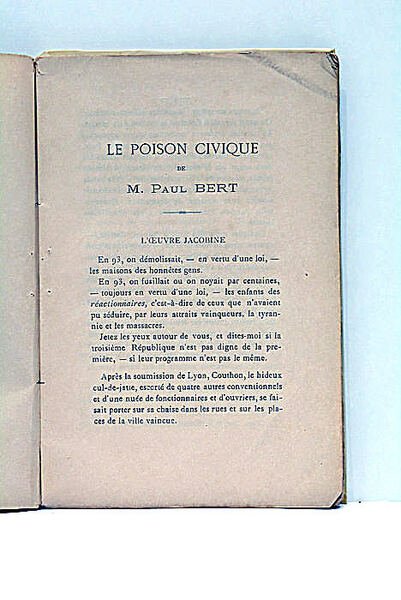 LE POISON CIVIQUE
DE
M. PAUL BERT
L'ŒUVRE JACOBINE
En 93, on démolissait, — en vertu d'une loi, —
les maisons des honnêtes gens.
En 93, on fusillait ou on noyait par centaines,
— toujours en vertu d'une loi, — les enfants des
réactionnaires, c'est-à-dire de ceux que n'avaient
pu séduire, par leurs attraits vainqueurs, la tyran-
nie et les massacres.
Jetez les yeux autour de vous, et dites-moi si la
troisième République n'est pas digne de la pre-
mière, — si leur programme n'est pas le même.
Après la soumission de Lyon, Couthon, le hideux
cul-de-jatte, escorté de quatre autres conventionnels
et d'une nuée de fonctionnaires et d'ouvriers, se fai-
sait porter sur sa chaise dans les rues et sur les pla-
ces de la ville vaincue.